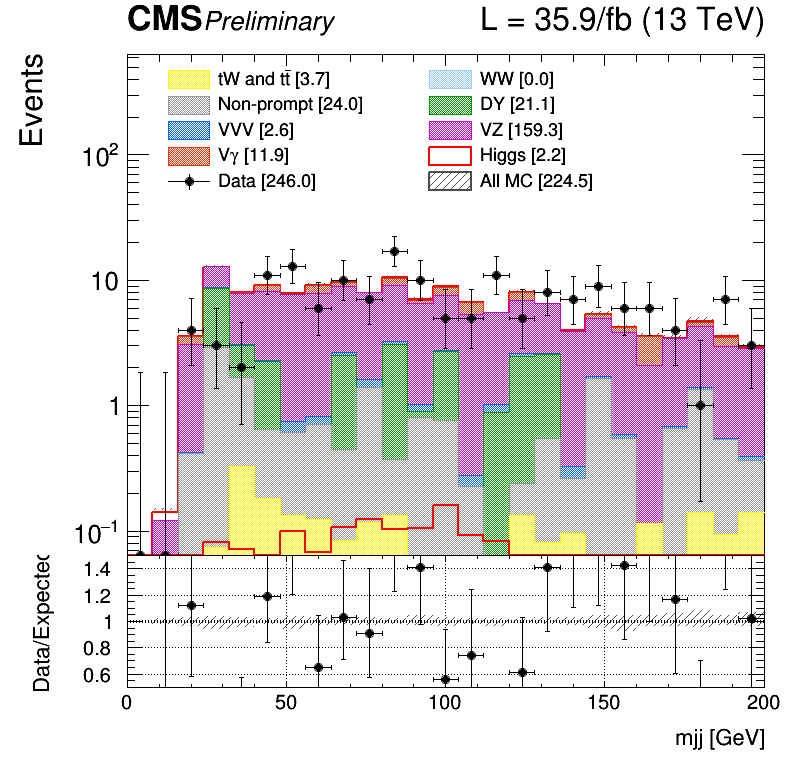 CMS Preliminary L = 35.9/fb (13 TeV)
Events
tW and tt̄ [3.7] WW [0.0]
Non-prompt [24.0] DY [21.1]
VVV [2.6] VZ [159.3]
Vγ [11.9] Higgs [2.2]
Data [246.0] All MC [224.5]
10²
10
1
10⁻¹
Data/Expected
1.4
1.2
1
0.8
0.6
0 50 100 150 200
mjj [GeV]